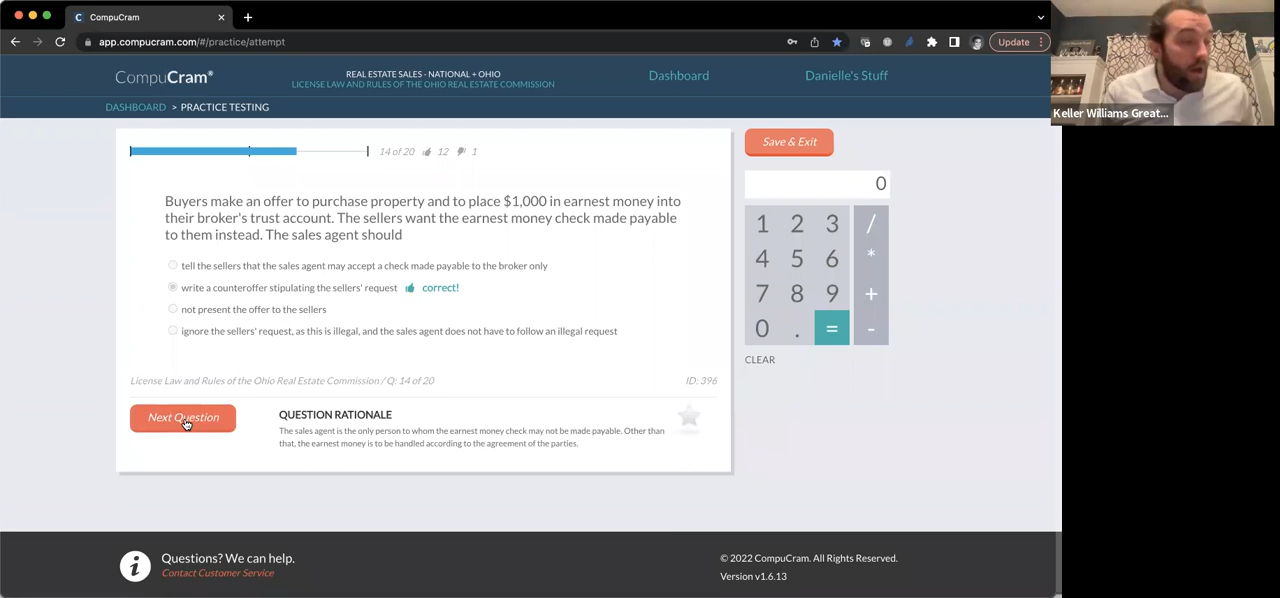 CompuCram
Update
app.compucram.com/#/practice/attempt
CompuCram®
REAL ESTATE SALES - NATIONAL + OHIO
LICENSE LAW AND RULES OF THE OHIO REAL ESTATE COMMISSION
Dashboard
Danielle's Stuff
DASHBOARD > PRACTICE TESTING
Keller Williams Great...
14 of 20 12 1
Save & Exit
0
Buyers make an offer to purchase property and to place $1,000 in earnest money into
their broker's trust account. The sellers want the earnest money check made payable
to them instead. The sales agent should
tell the sellers that the sales agent may accept a check made payable to the broker only
write a counteroffer stipulating the sellers' request correct!
not present the offer to the sellers
ignore the sellers' request, as this is illegal, and the sales agent does not have to follow an illegal request
1 2 3 /
4 5 6 *
7 8 9 +
0 . = -
CLEAR
License Law and Rules of the Ohio Real Estate Commission / Q: 14 of 20
ID: 396
Next Question
QUESTION RATIONALE
The sales agent is the only person to whom the earnest money check may not be made payable. Other than
that, the earnest money is to be handled according to the agreement of the parties.
Questions? We can help.
Contact Customer Service
© 2022 CompuCram. All Rights Reserved.
Version v1.6.13